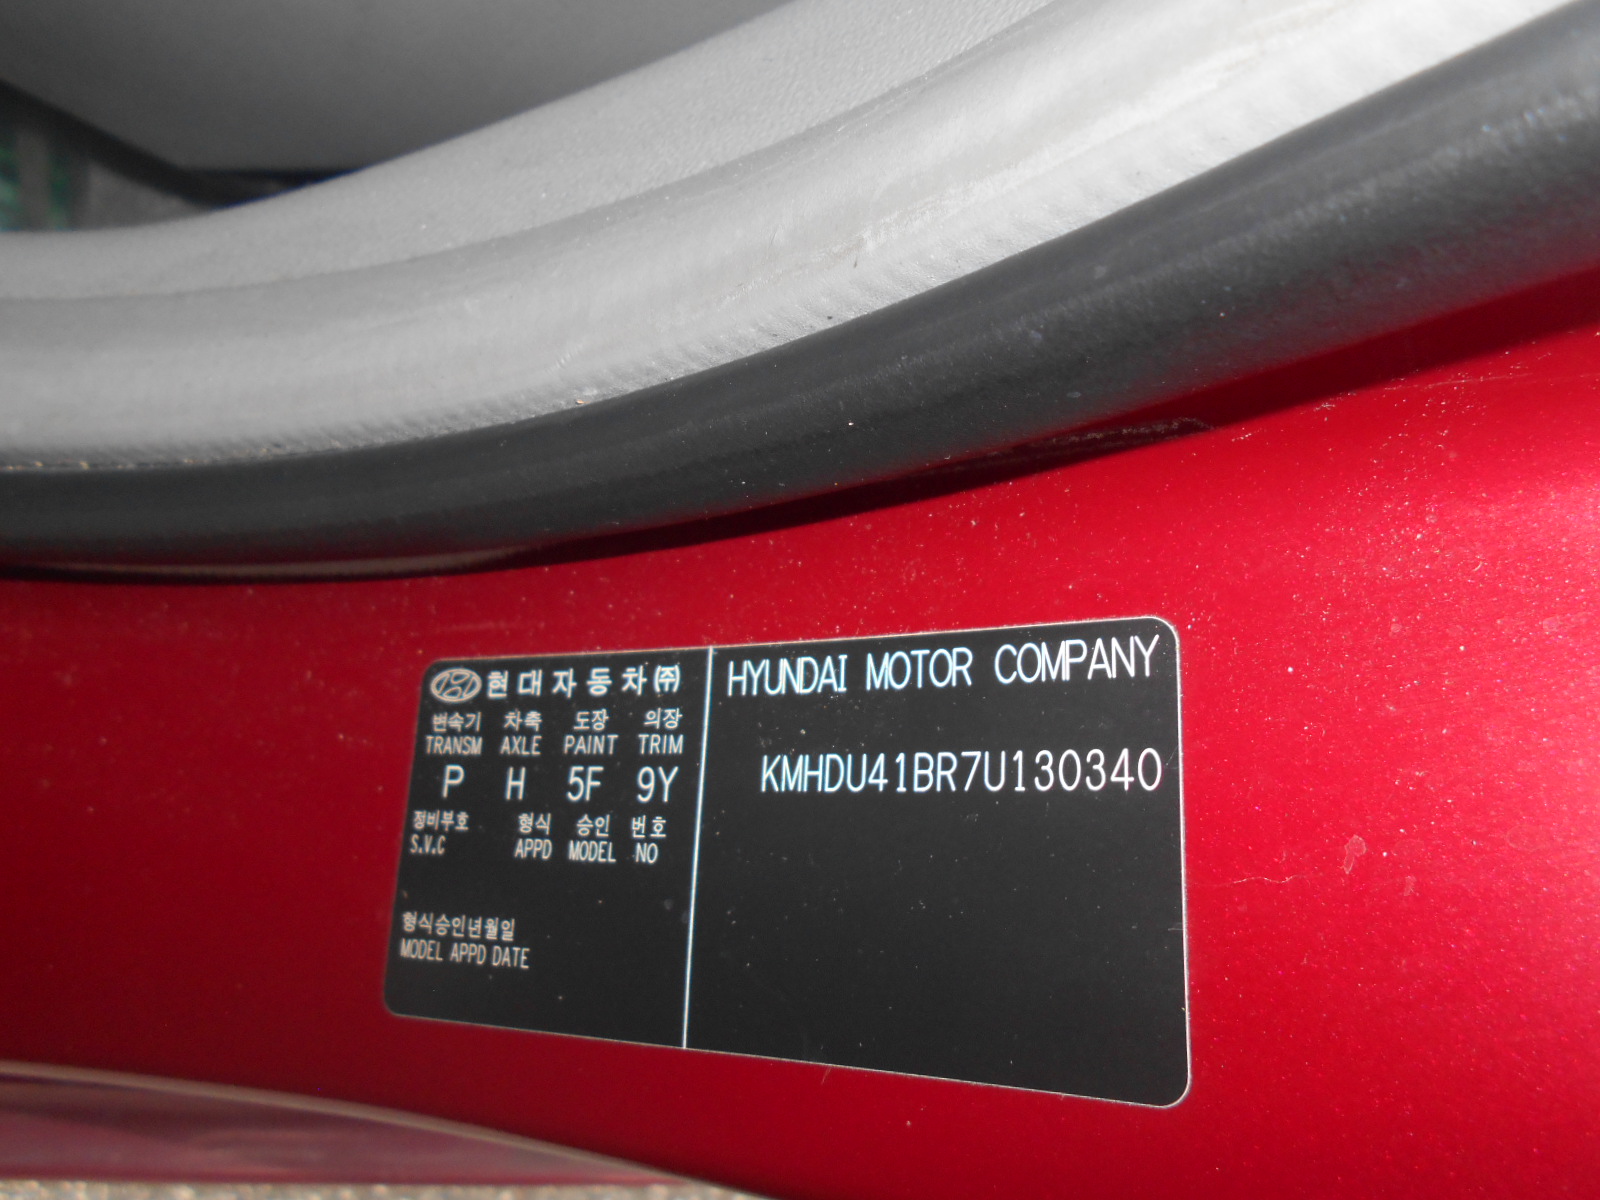 현대자동차㈜
변속기 차축 도장 의장
TRANSM AXLE PAINT TRIM
P H 5F 9Y
정비부호 형식 승인 번호
S.V.C APPD MODEL NO
형식승인년월일
MODEL APPD DATE
HYUNDAI MOTOR COMPANY
KMHDU41BR7U130340